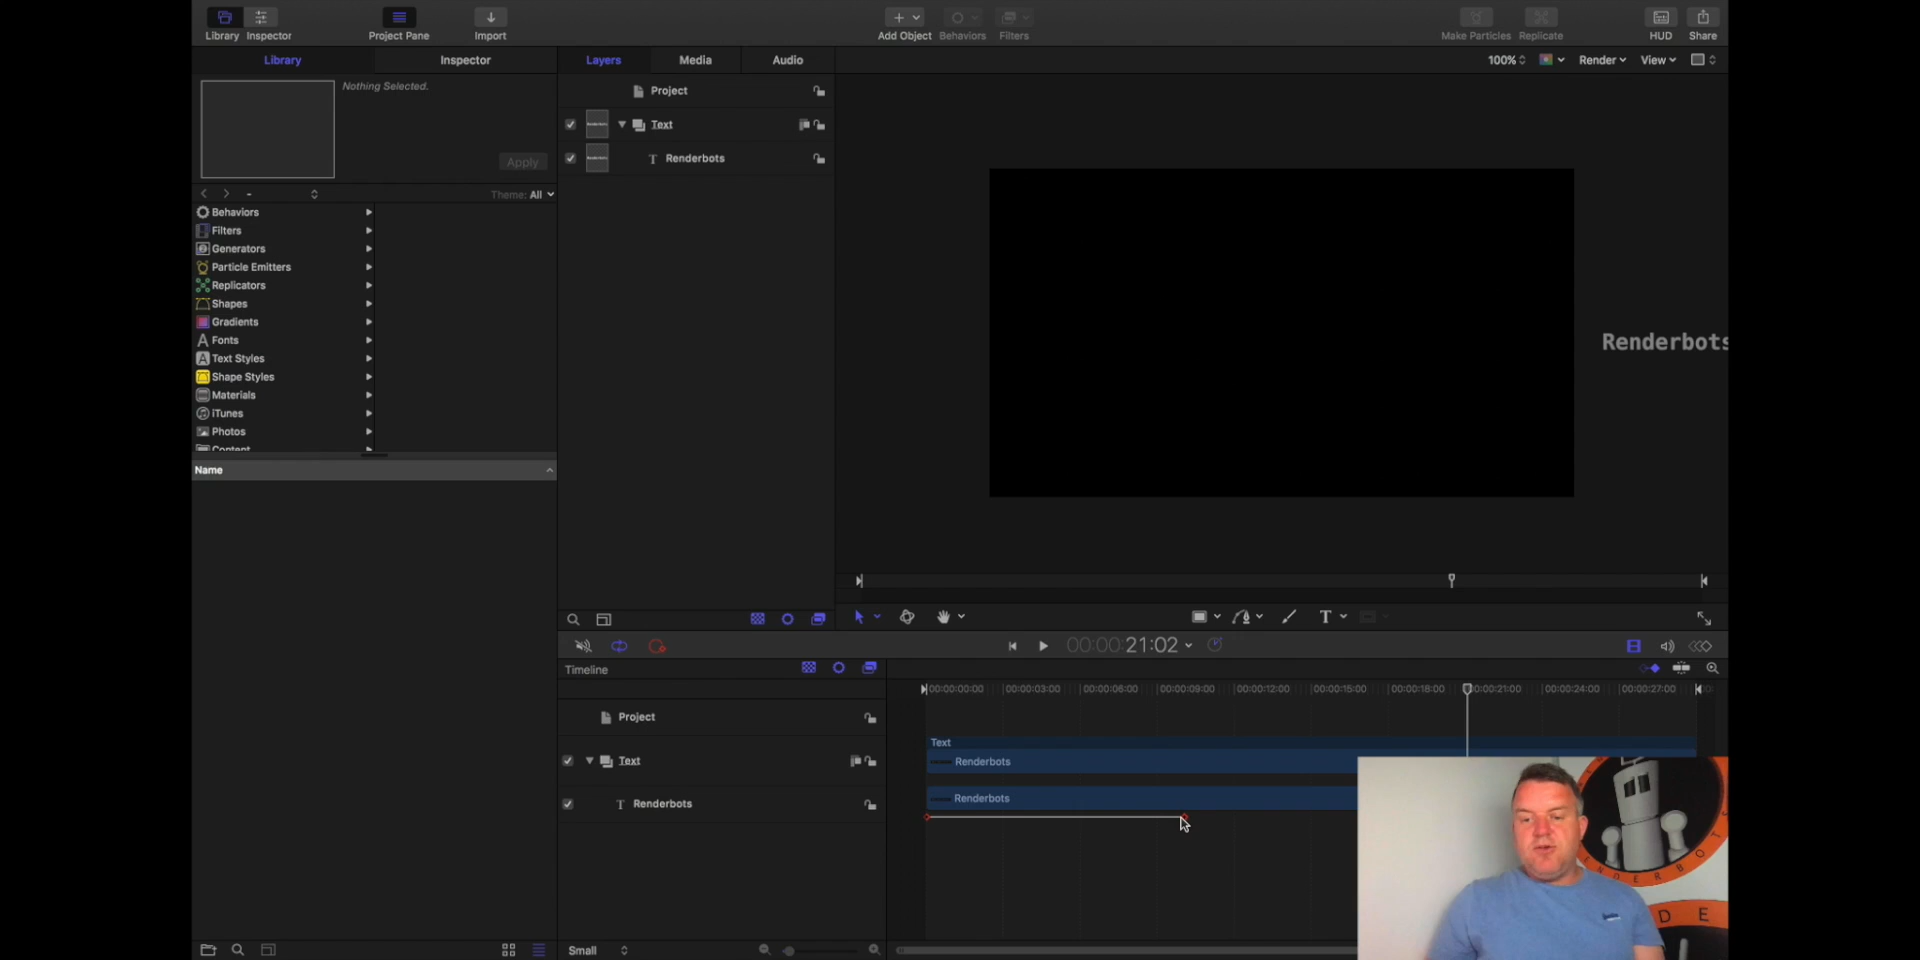 Library Inspector Project Pane Import Add Object Behaviors Filters Make Particles Replicate HUD Share
Library Inspector Layers Media Audio 100% Render View
Nothing Selected.
Apply
- Theme: All
Behaviors
Filters
Generators
Particle Emitters
Replicators
Shapes
Gradients
Fonts
Text Styles
Shape Styles
Materials
iTunes
Photos
Content
Name
Project
Text
Renderbots
Renderbots
00:00:21:02
Timeline
00:00:00:00 00:00:03:00 00:00:06:00 00:00:09:00 00:00:12:00 00:00:15:00 00:00:18:00 00:00:21:00 00:00:24:00 00:00:27:00
Project
Text
Renderbots
Text
Renderbots
Renderbots
Small
ENDERBOTS
DE